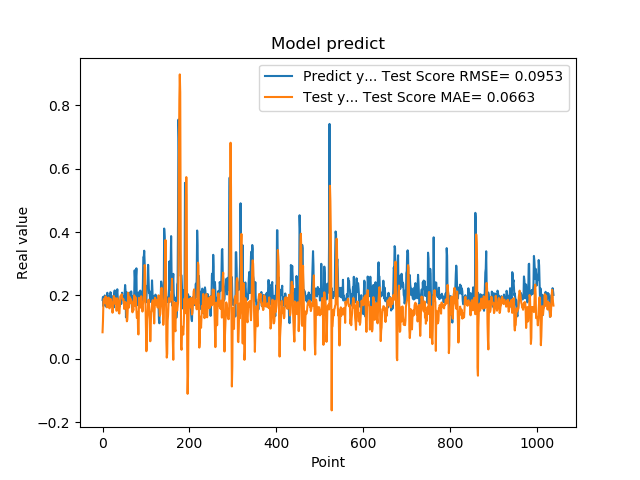 Model predict
Predict y... Test Score RMSE= 0.0953
Test y... Test Score MAE= 0.0663
Real value
0.8
0.6
0.4
0.2
0.0
−0.2
0 200 400 600 800 1000
Point